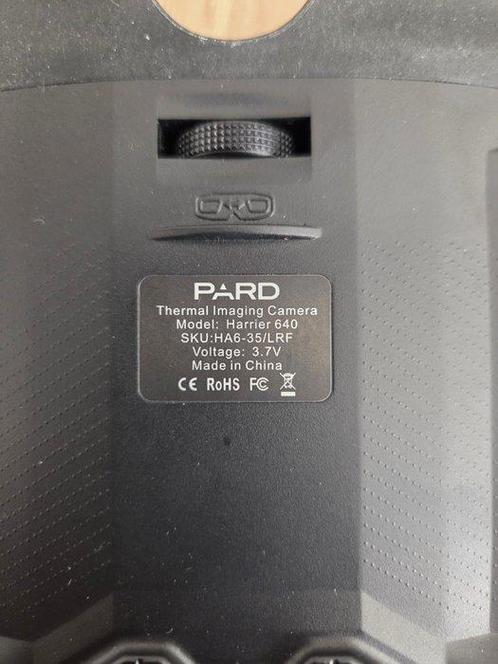 PARD
Thermal Imaging Camera
Model: Harrier 640
SKU:HA6-35/LRF
Voltage: 3.7V
Made in China
CE RoHS FC